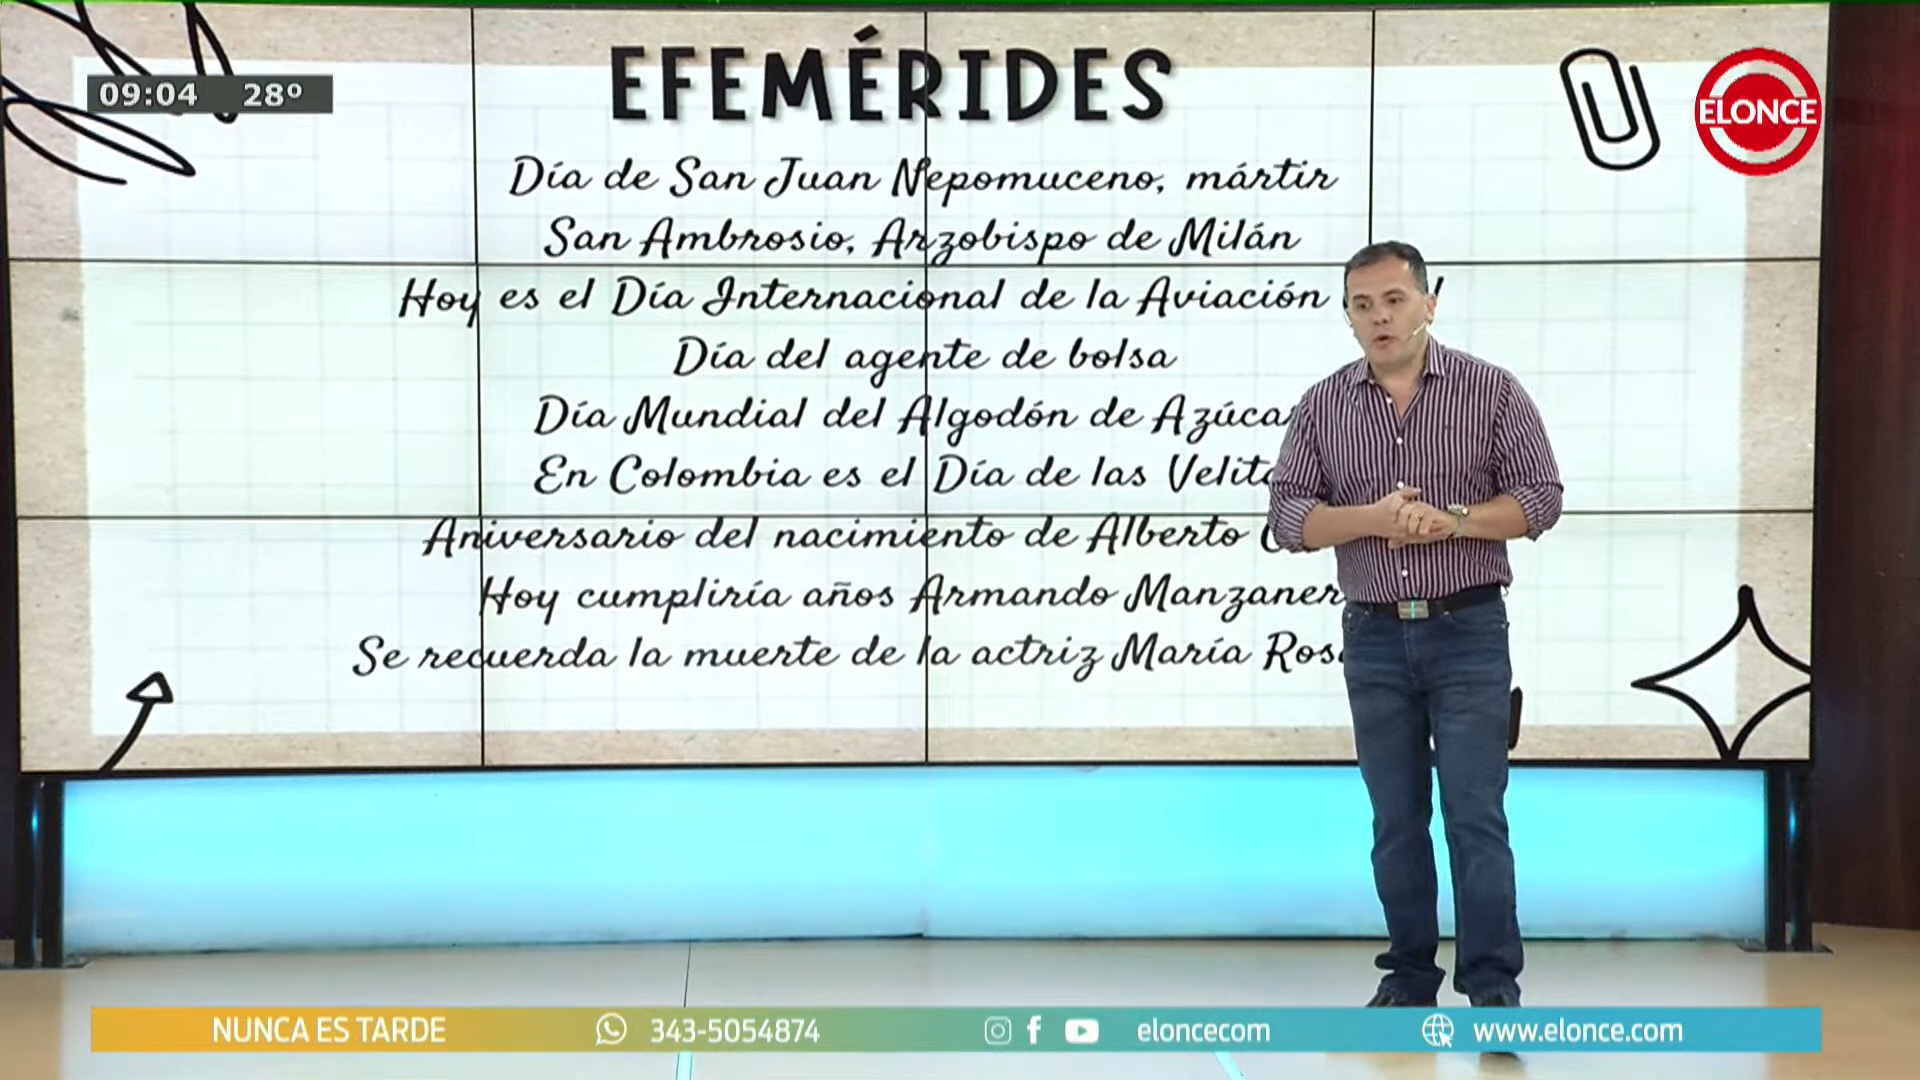 09:04 28º
ELONCE
EFEMÉRIDES
Día de San Juan Nepomuceno, mártir
San Ambrosio, Arzobispo de Milán
Hoy es el Día Internacional de la Aviación
Día del agente de bolsa
Día Mundial del Algodón de
En Colombia es el Día de las
Aniversario del nacimiento de Alberto
Hoy cumpliría años Armando
Se recuerda la muerte de la actriz María
NUNCA ES TARDE 343-5054874 eloncecom www.elonce.com